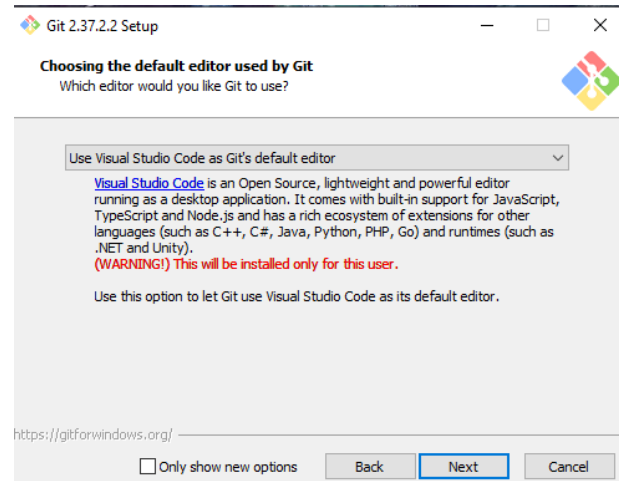 Git 2.37.2.2 Setup
Choosing the default editor used by Git
Which editor would you like Git to use?
Use Visual Studio Code as Git's default editor
Visual Studio Code is an Open Source, lightweight and powerful editor
running as a desktop application. It comes with built-in support for JavaScript,
TypeScript and Node.js and has a rich ecosystem of extensions for other
languages (such as C++, C#, Java, Python, PHP, Go) and runtimes (such as
.NET and Unity).
(WARNING!) This will be installed only for this user.
Use this option to let Git use Visual Studio Code as its default editor.
https://gitforwindows.org/
Only show new options Back Next Cancel